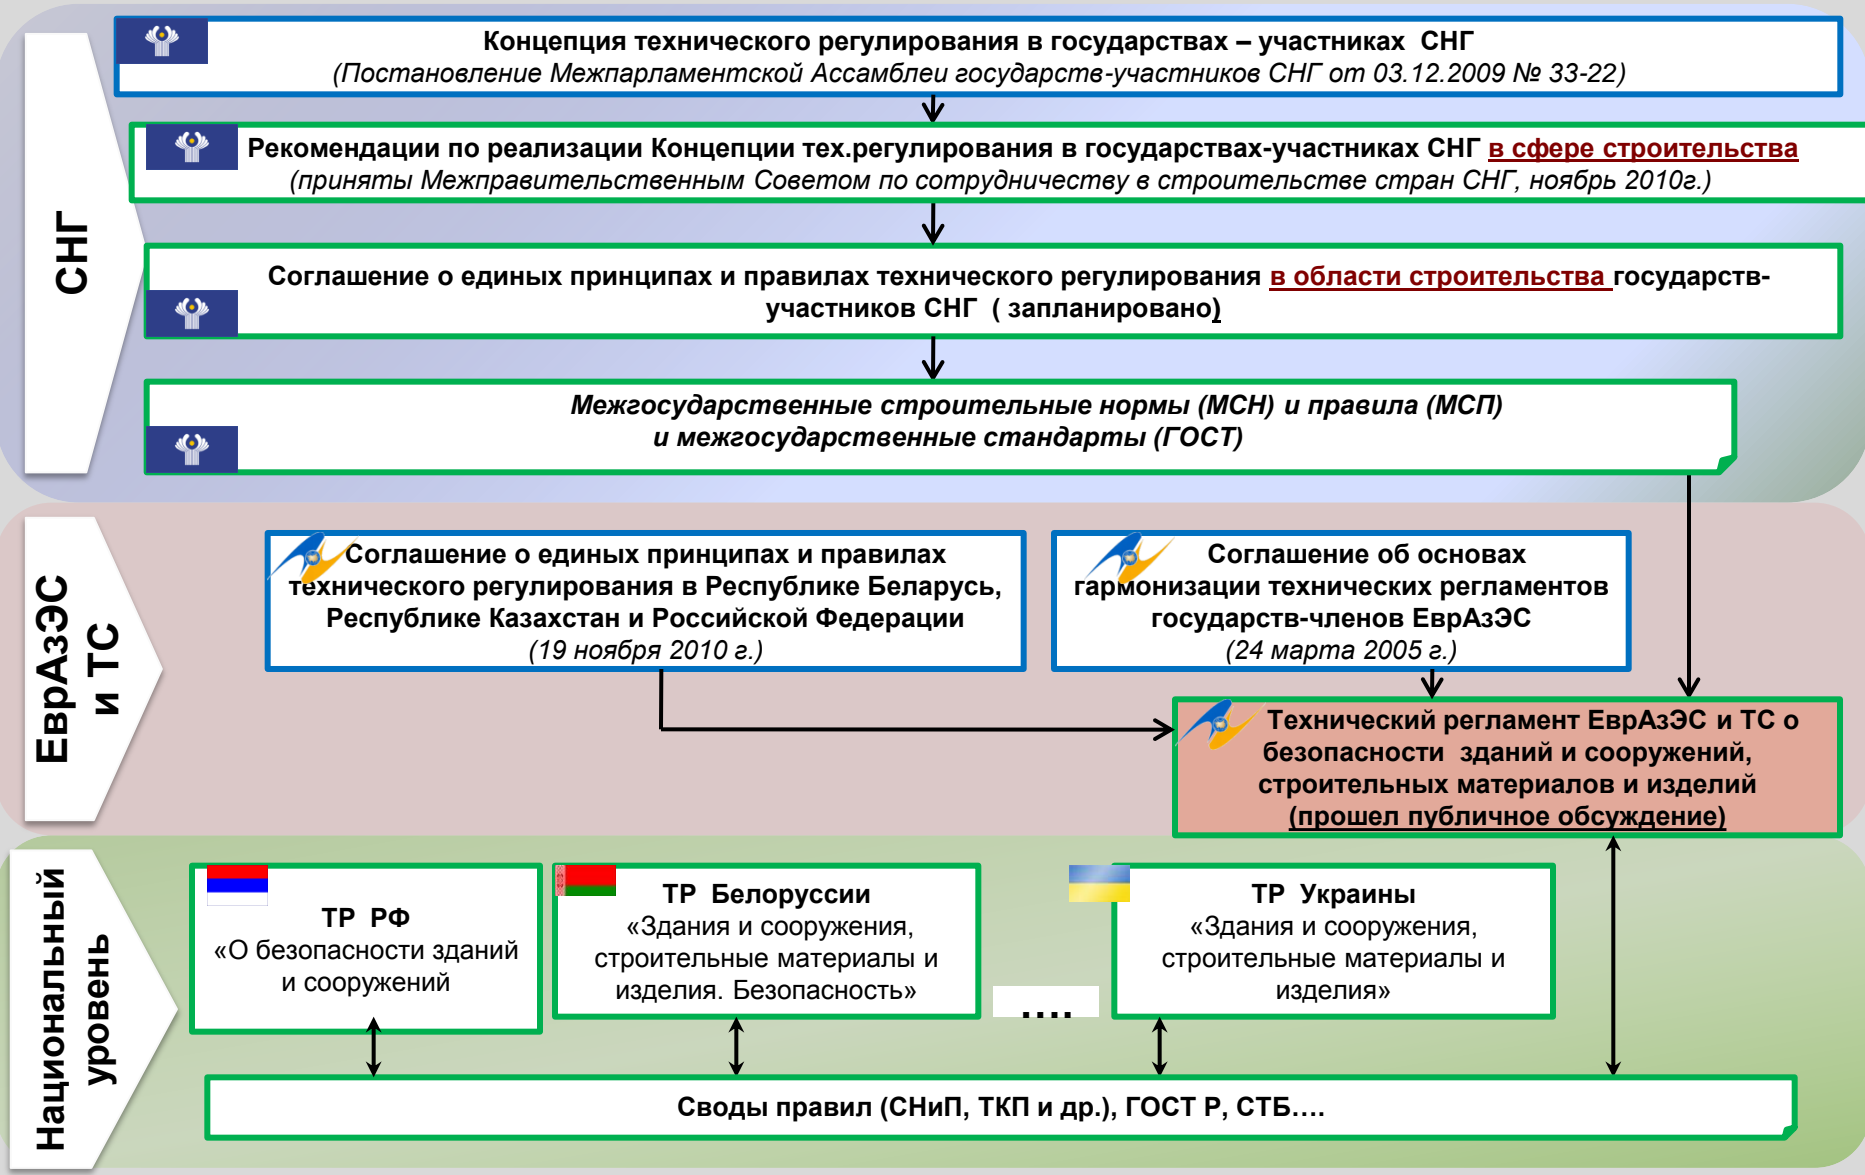 СНГ
Концепция технического регулирования в государствах – участниках СНГ
(Постановление Межпарламентской Ассамблеи государств-участников СНГ от 03.12.2009 № 33-22)
Рекомендации по реализации Концепции тех.регулирования в государствах-участниках СНГ в сфере строительства
(приняты Межправительственным Советом по сотрудничеству в строительстве стран СНГ, ноябрь 2010г.)
Соглашение о единых принципах и правилах технического регулирования в области строительства государств-
участников СНГ ( запланировано)
Межгосударственные строительные нормы (МСН) и правила (МСП)
и межгосударственные стандарты (ГОСТ)
ЕврАзЭС
и ТС
Соглашение о единых принципах и правилах
технического регулирования в Республике Беларусь,
Республике Казахстан и Российской Федерации
(19 ноября 2010 г.)
Соглашение об основах
гармонизации технических регламентов
государств-членов ЕврАзЭС
(24 марта 2005 г.)
Технический регламент ЕврАзЭС и ТС о
безопасности зданий и сооружений,
строительных материалов и изделий
(прошел публичное обсуждение)
Национальный
уровень
ТР РФ
«О безопасности зданий
и сооружений
ТР Белоруссии
«Здания и сооружения,
строительные материалы и
изделия. Безопасность»
....
ТР Украины
«Здания и сооружения,
строительные материалы и
изделия»
Своды правил (СНиП, ТКП и др.), ГОСТ Р, СТБ....